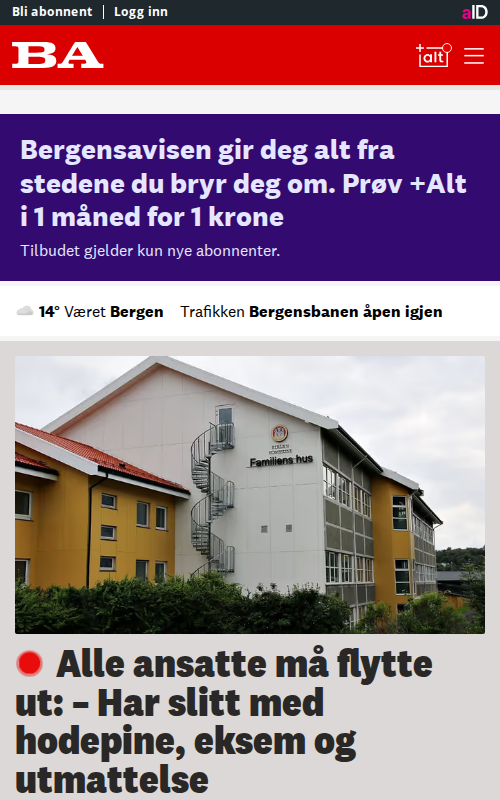 Bli abonnent
Logg inn
aID
BA
+alt
Bergensavisen gir deg alt fra
stedene du bryr deg om. Prøv +Alt
i 1 måned for 1 krone
Tilbudet gjelder kun nye abonnenter.
14° Været Bergen Trafikken Bergensbanen åpen igjen
Familiens hus
Alle ansatte må flytte
ut: – Har slitt med
hodepine, eksem og
utmattelse